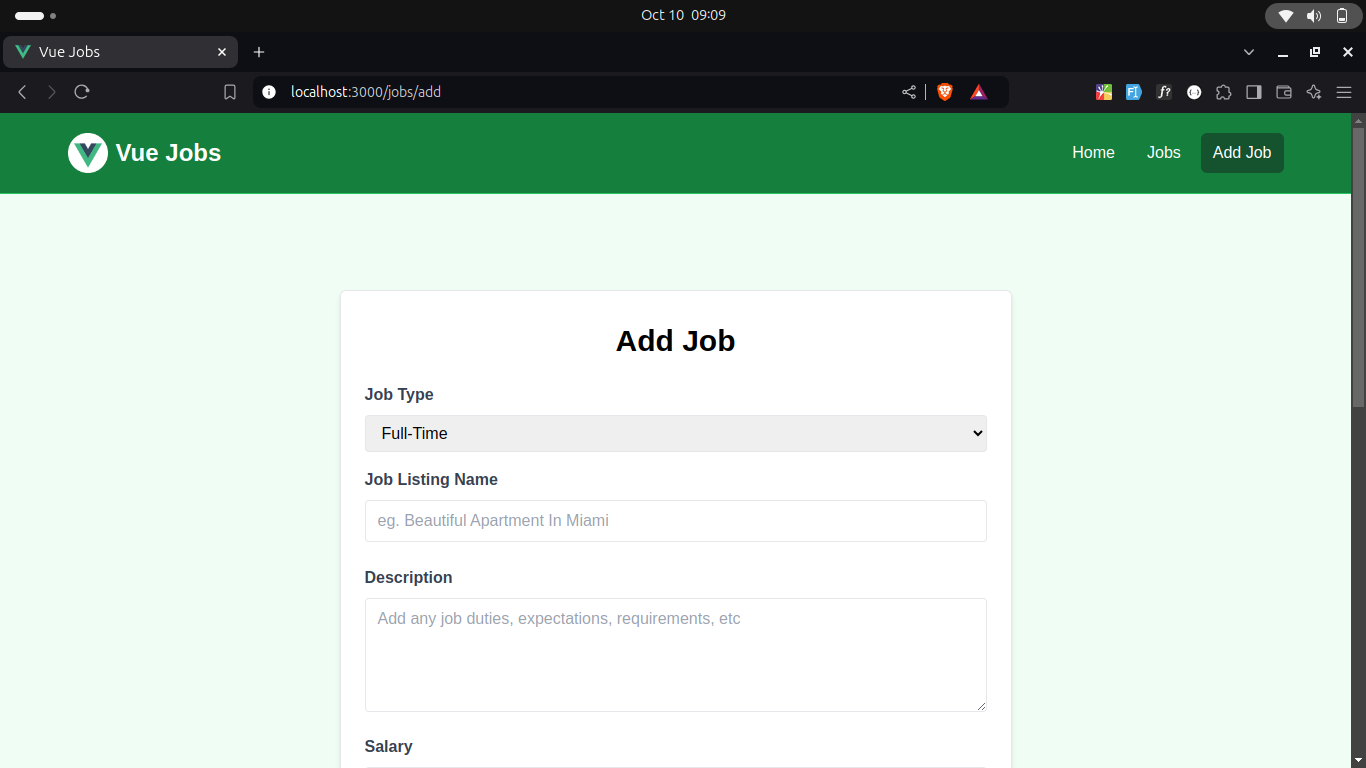 Oct 10 09:09
Vue Jobs
localhost:3000/jobs/add
Vue Jobs
Home
Jobs
Add Job
Add Job
Job Type
Full-Time
Job Listing Name
eg. Beautiful Apartment In Miami
Description
Add any job duties, expectations, requirements, etc
Salary